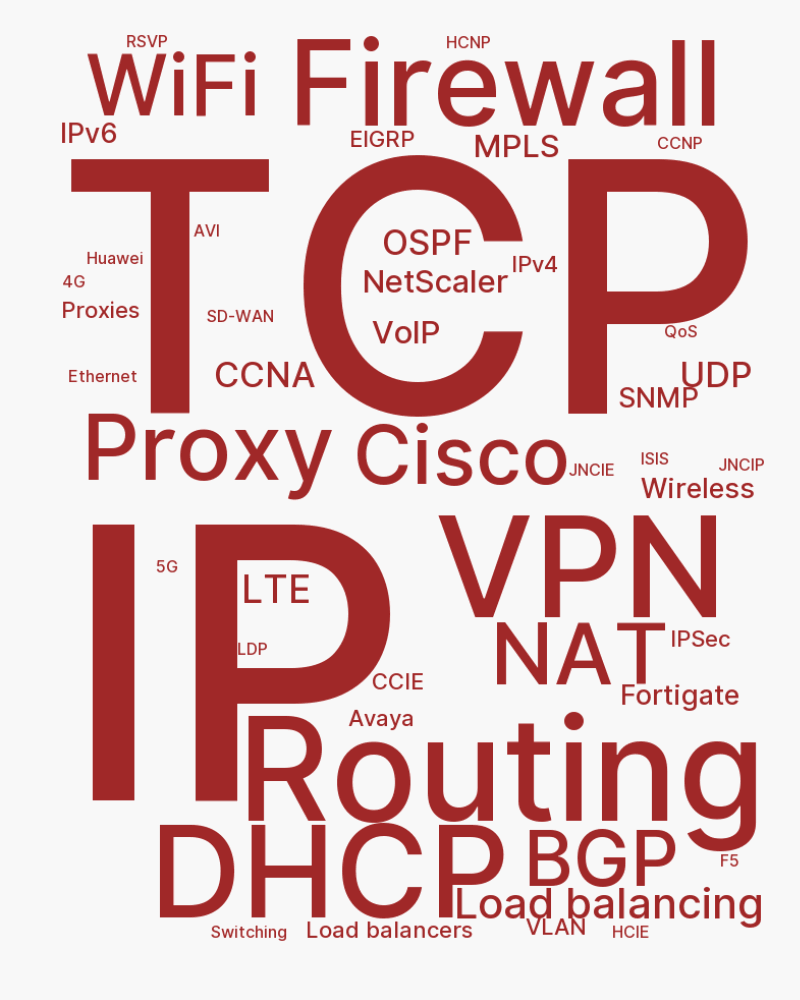 RSVP
HCNP
WiFi
Firewall
IPv6
EIGRP
MPLS
CCNP
TCP
AVI
OSPF
Huawei
IPv4
4G
NetScaler
Proxies
SD-WAN
VoIP
QoS
Ethernet
CCNA
UDP
SNMP
Proxy
Cisco
JNCIE
ISIS
JNCIP
Wireless
IP
VPN
5G
LTE
LDP
NAT
IPSec
CCIE
Fortigate
Avaya
Routing
DHCP
BGP
F5
Load balancing
Switching
Load balancers
VLAN
HCIE